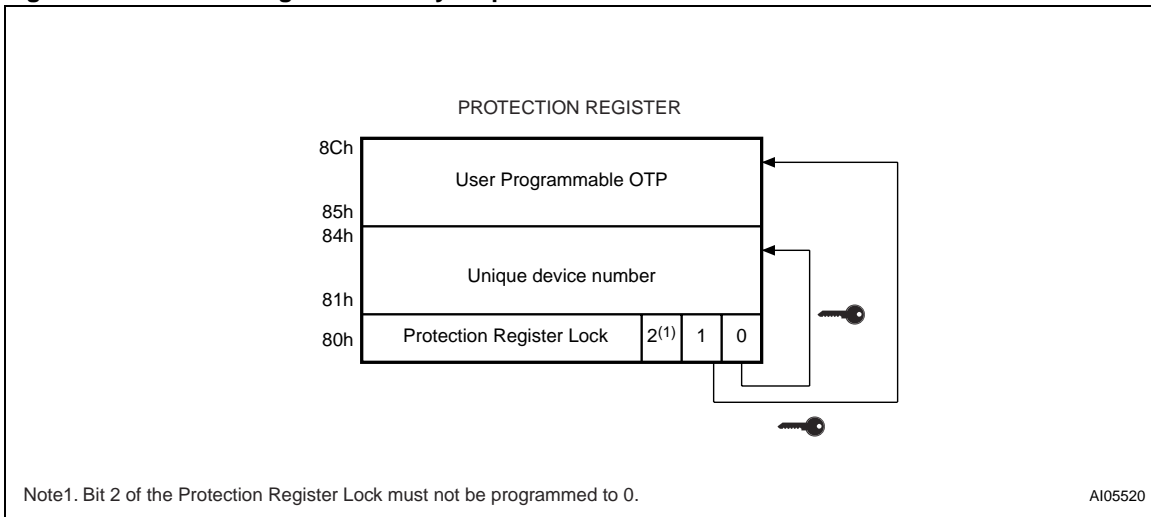 PROTECTION REGISTER
8Ch
User Programmable OTP
85h
84h
Unique device number
81h
80h Protection Register Lock 2(1) 1 0
Note1. Bit 2 of the Protection Register Lock must not be programmed to 0.
AI05520